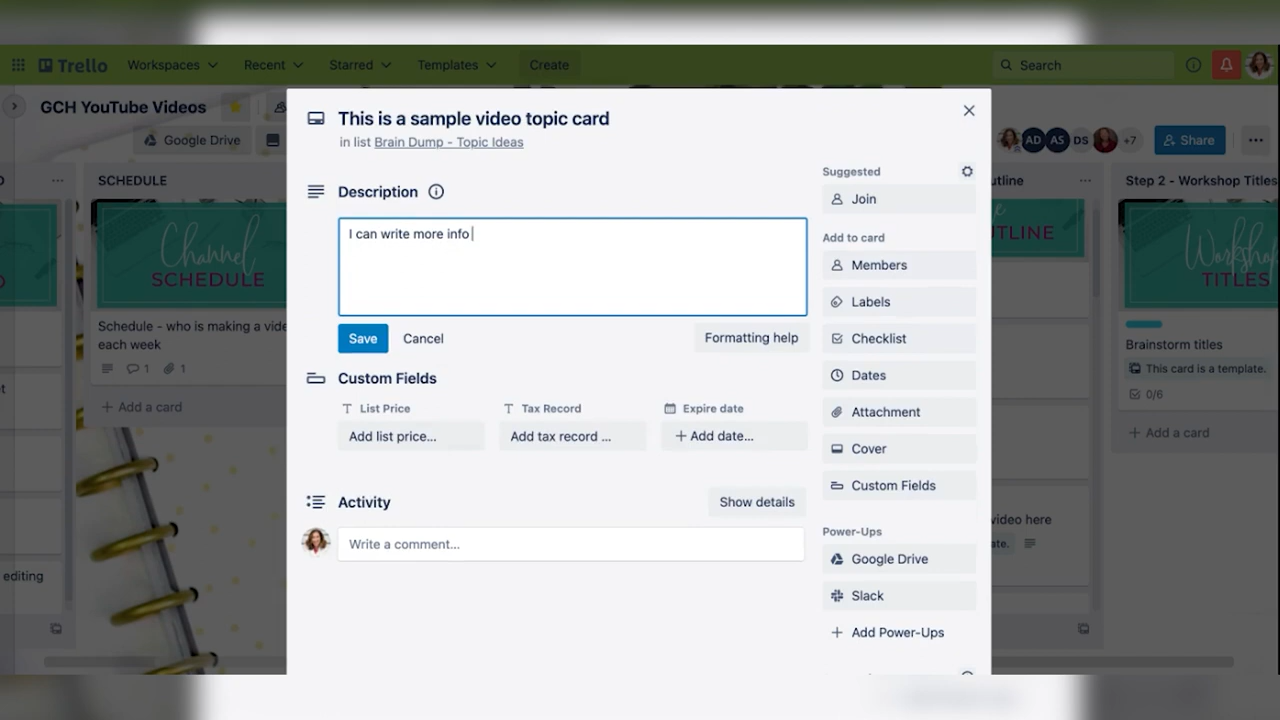 Trello
Workspaces
Recent
Starred
Templates
Create
Search
GCH YouTube Videos
Google Drive
AD
AS
DS
+7
Share
SCHEDULE
Channel
SCHEDULE
Schedule - who is making a vide
each week
1
1
+ Add a card
editing
This is a sample video topic card
in list Brain Dump - Topic Ideas
Description
I can write more info
Save
Cancel
Formatting help
Custom Fields
List Price
Tax Record
Expire date
Add list price...
Add tax record ...
+ Add date...
Activity
Show details
Write a comment...
Suggested
Join
Add to card
Members
Labels
Checklist
Dates
Attachment
Cover
Custom Fields
Power-Ups
Google Drive
Slack
+ Add Power-Ups
utline
UTLINE
video here
ate.
Step 2 - Workshop Titles
Workshop
TITLES
Brainstorm titles
This card is a template.
0/6
+ Add a card